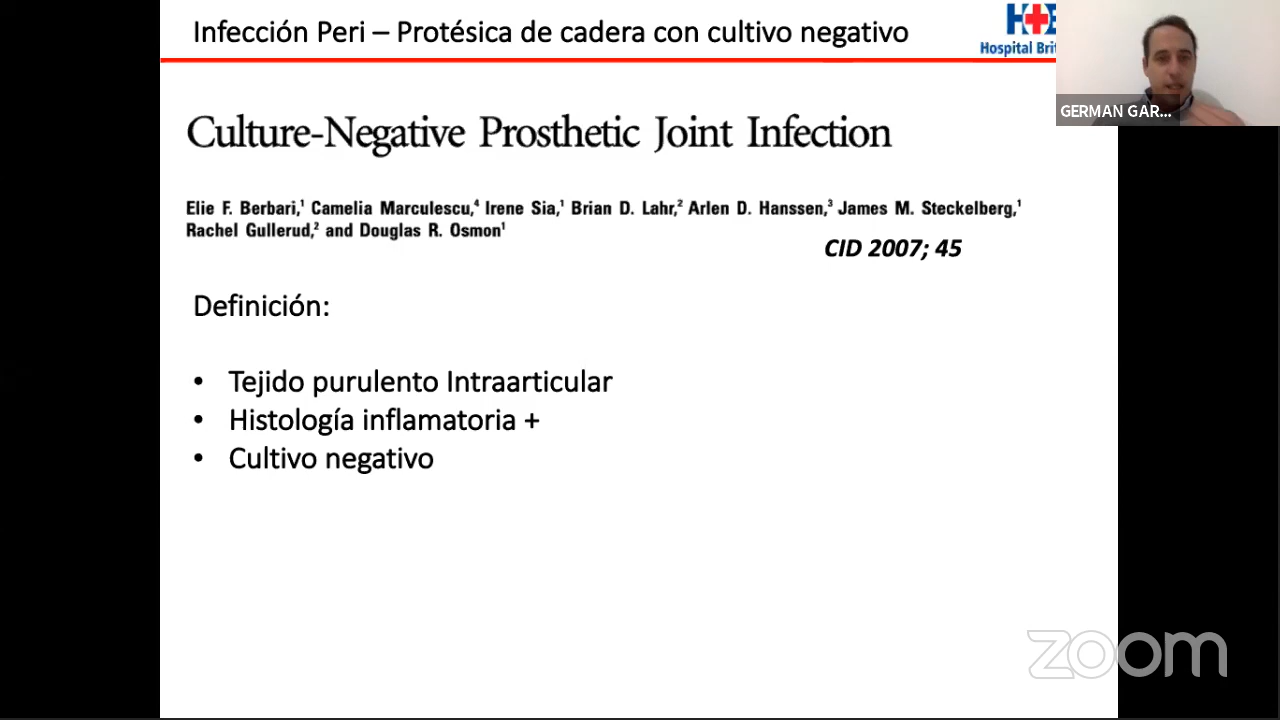 Infección Peri – Protésica de cadera con cultivo negativo
HB
Hospital Brit
GERMAN GAR...
Culture-Negative Prosthetic Joint Infection
Elie F. Berbari,1 Camelia Marculescu,4 Irene Sia,1 Brian D. Lahr,2 Arlen D. Hanssen,3 James M. Steckelberg,1
Rachel Gullerud,2 and Douglas R. Osmon1
CID 2007; 45
Definición:
• Tejido purulento Intraarticular
• Histología inflamatoria +
• Cultivo negativo
zoom